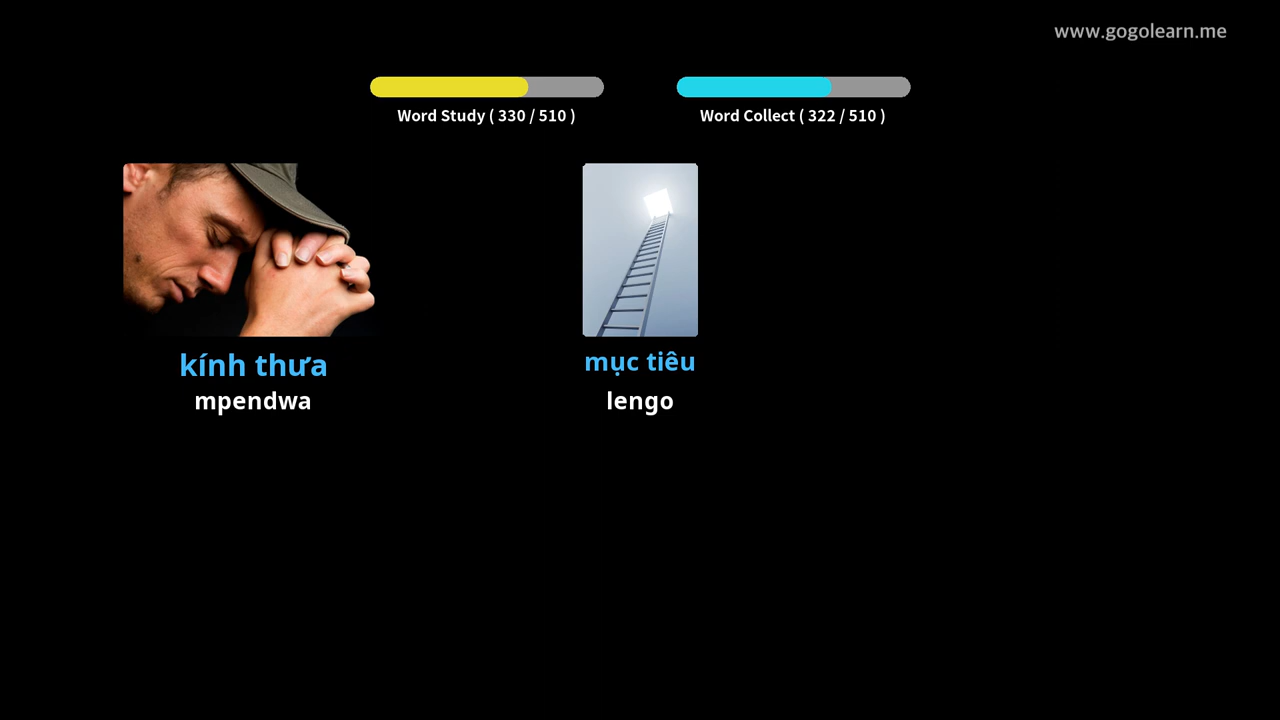 www.gogolearn.me
Word Study ( 330 / 510 )
Word Collect ( 322 / 510 )
kính thưa
mpendwa
mục tiêu
lengo